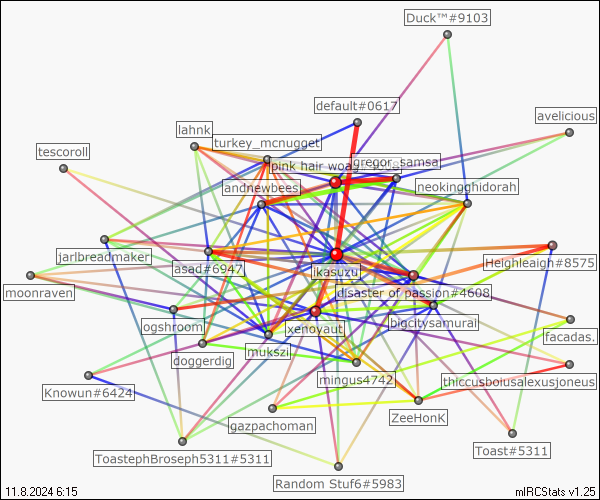 Duck™#9103
default#0617
avelicious
lahnk
turkey_mcnugget
tescoroll
pink hair woag
gregor_samsa
andnewbees
neokingghidorah
jarlbreadmaker
asad#6947
ikasuzu
Heighleaigh#8575
moonraven
disaster of passion#4608
ogshroom
xenoyaut
bigcitysamurai
facadas.
doggerdig
mukszi
mingus4742
thiccusboiusalexusjoneus
Knowun#6424
gazpachoman
ZeeHonK
ToastephBroseph5311#5311
Toast#5311
Random Stuf6#5983
11.8.2024 6:15
mIRCStats v1.25